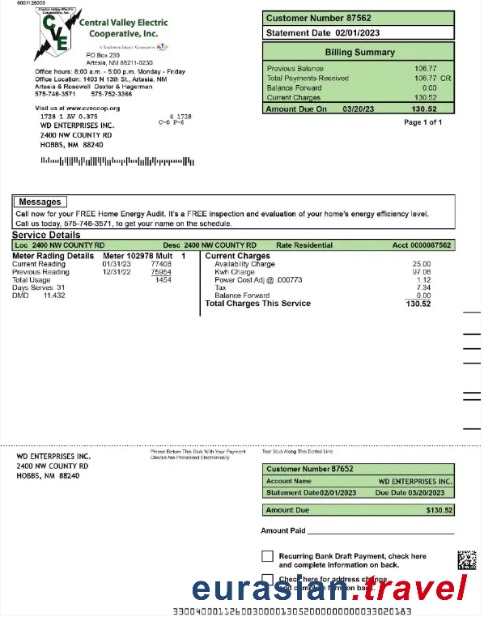 0001126003
Central Valley Electric
Cooperative, Inc.
CVE
PO Box 230
Artesia, NM 88211-0230
Office hours: 8:00 a.m. - 5:00 p.m. Monday - Friday
Office Location: 1403 N 13th St., Artesia, NM
Artesia & Rosewell Dexter & Hagerman
575-746-3571 575-752-3366
Visit us at www.cvecoop.org
1728 1 AV 0.375 4 1728
WD ENTERPRISES INC. C-6 P-6
2400 NW COUNTY RD
HOBBS, NM 88240
Customer Number 87562
Statement Date 02/01/2023
Billing Summary
Previous Balance 106.77
Total Payments Received 106.77 CR
Balance Forward 0.00
Current Charges 130.52
Amount Due On 03/20/23 130.52
Page 1 of 1
Messages
Call now for your FREE Home Energy Audit. It's a FREE inspection and evaluation of your home's energy efficiency level.
Call us today, 575-746-3571, to get your name on the schedule.
Service Details
Loc 2400 NW COUNTY RD Desc 2400 NW COUNTY RD Rate Residential Acct 0000087562
Meter Rading Details Meter 102978 Mult 1
Current Reading 01/31/23 77408
Previous Reading 12/31/22 75954
Total Usage 1454
Days Serves 31
DMD 11.432
Current Charges
Availability Charge 25.00
Kwh Charge 97.06
Power Cost Adj @ .000773 1.12
Tax 7.34
Balance Forward 0.00
Total Charges This Service 130.52
Please Return This Stub With Your Payment Tear Stub Along This Dotted Line
Checks Are Processed Electronically
WD ENTERPRISES INC.
2400 NW COUNTY RD
HOBBS, NM 88240
Customer Number 87652
Account Name WD ENTERPRISES INC.
Statement Date 02/01/2023 Due Date 03/20/2023
Amount Due $130.52
Amount Paid
Recurring Bank Draft Payment, check here
and complete information on back.
Check here for address change
and complete form on back.
eurasian.travel